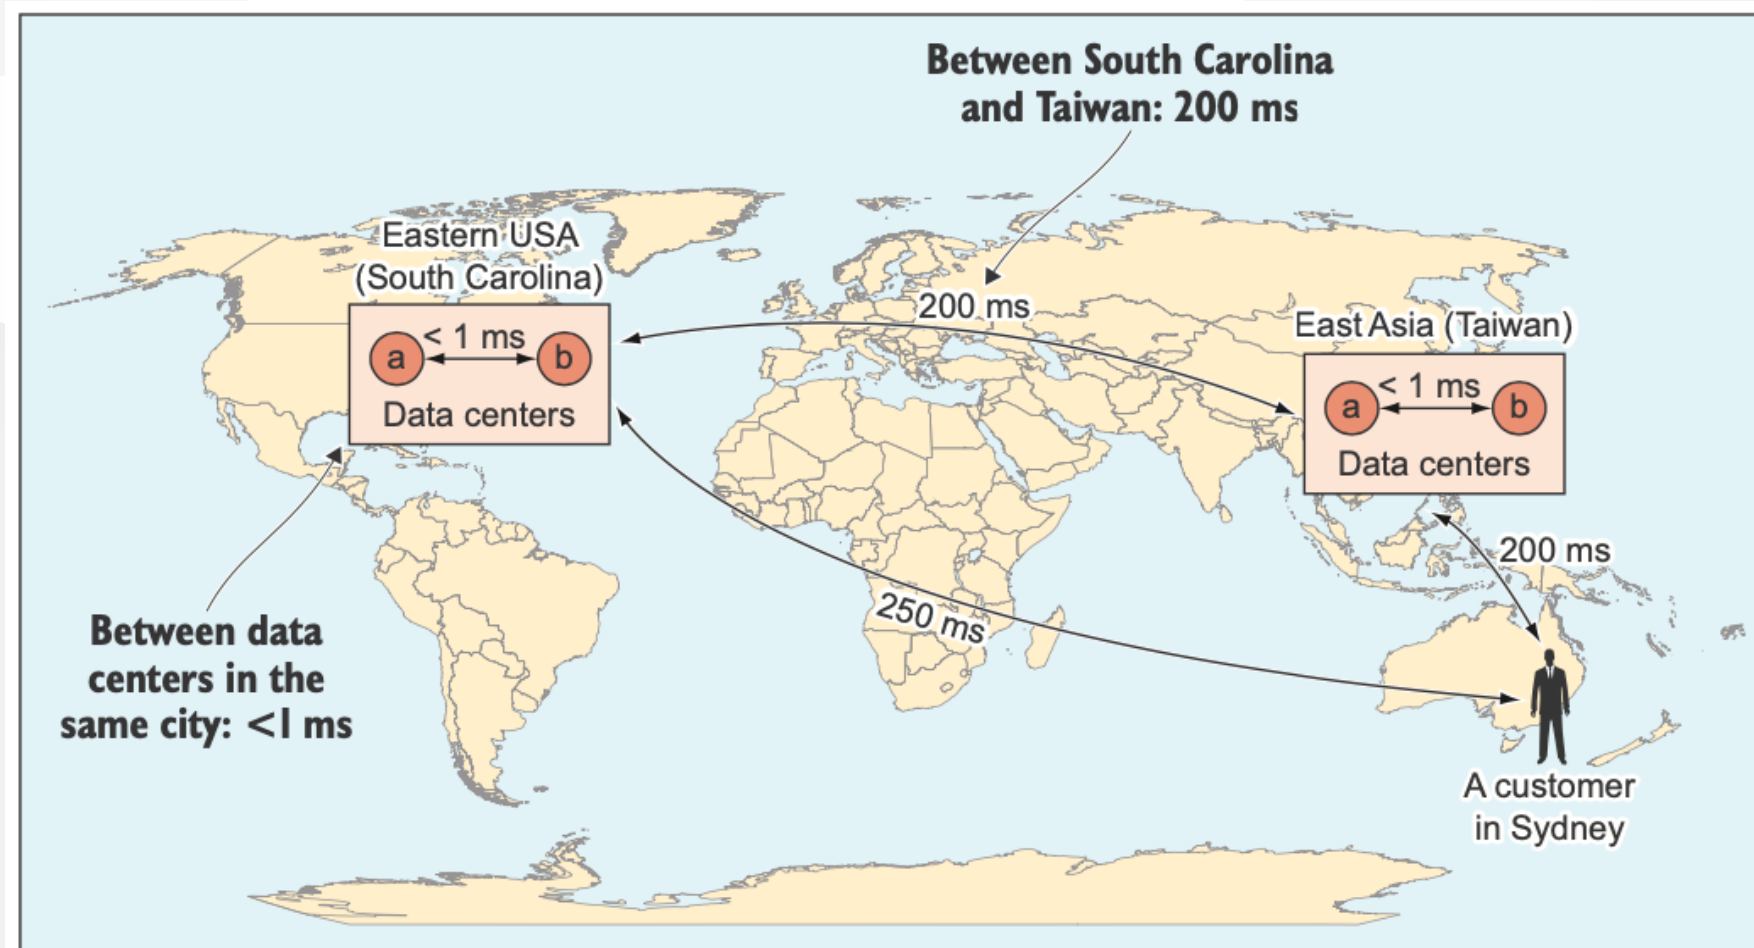 Between South Carolina
and Taiwan: 200 ms
Eastern USA
(South Carolina)
a < 1 ms b
Data centers
200 ms
East Asia (Taiwan)
a < 1 ms b
Data centers
200 ms
250 ms
Between data
centers in the
same city: <1 ms
A customer
in Sydney